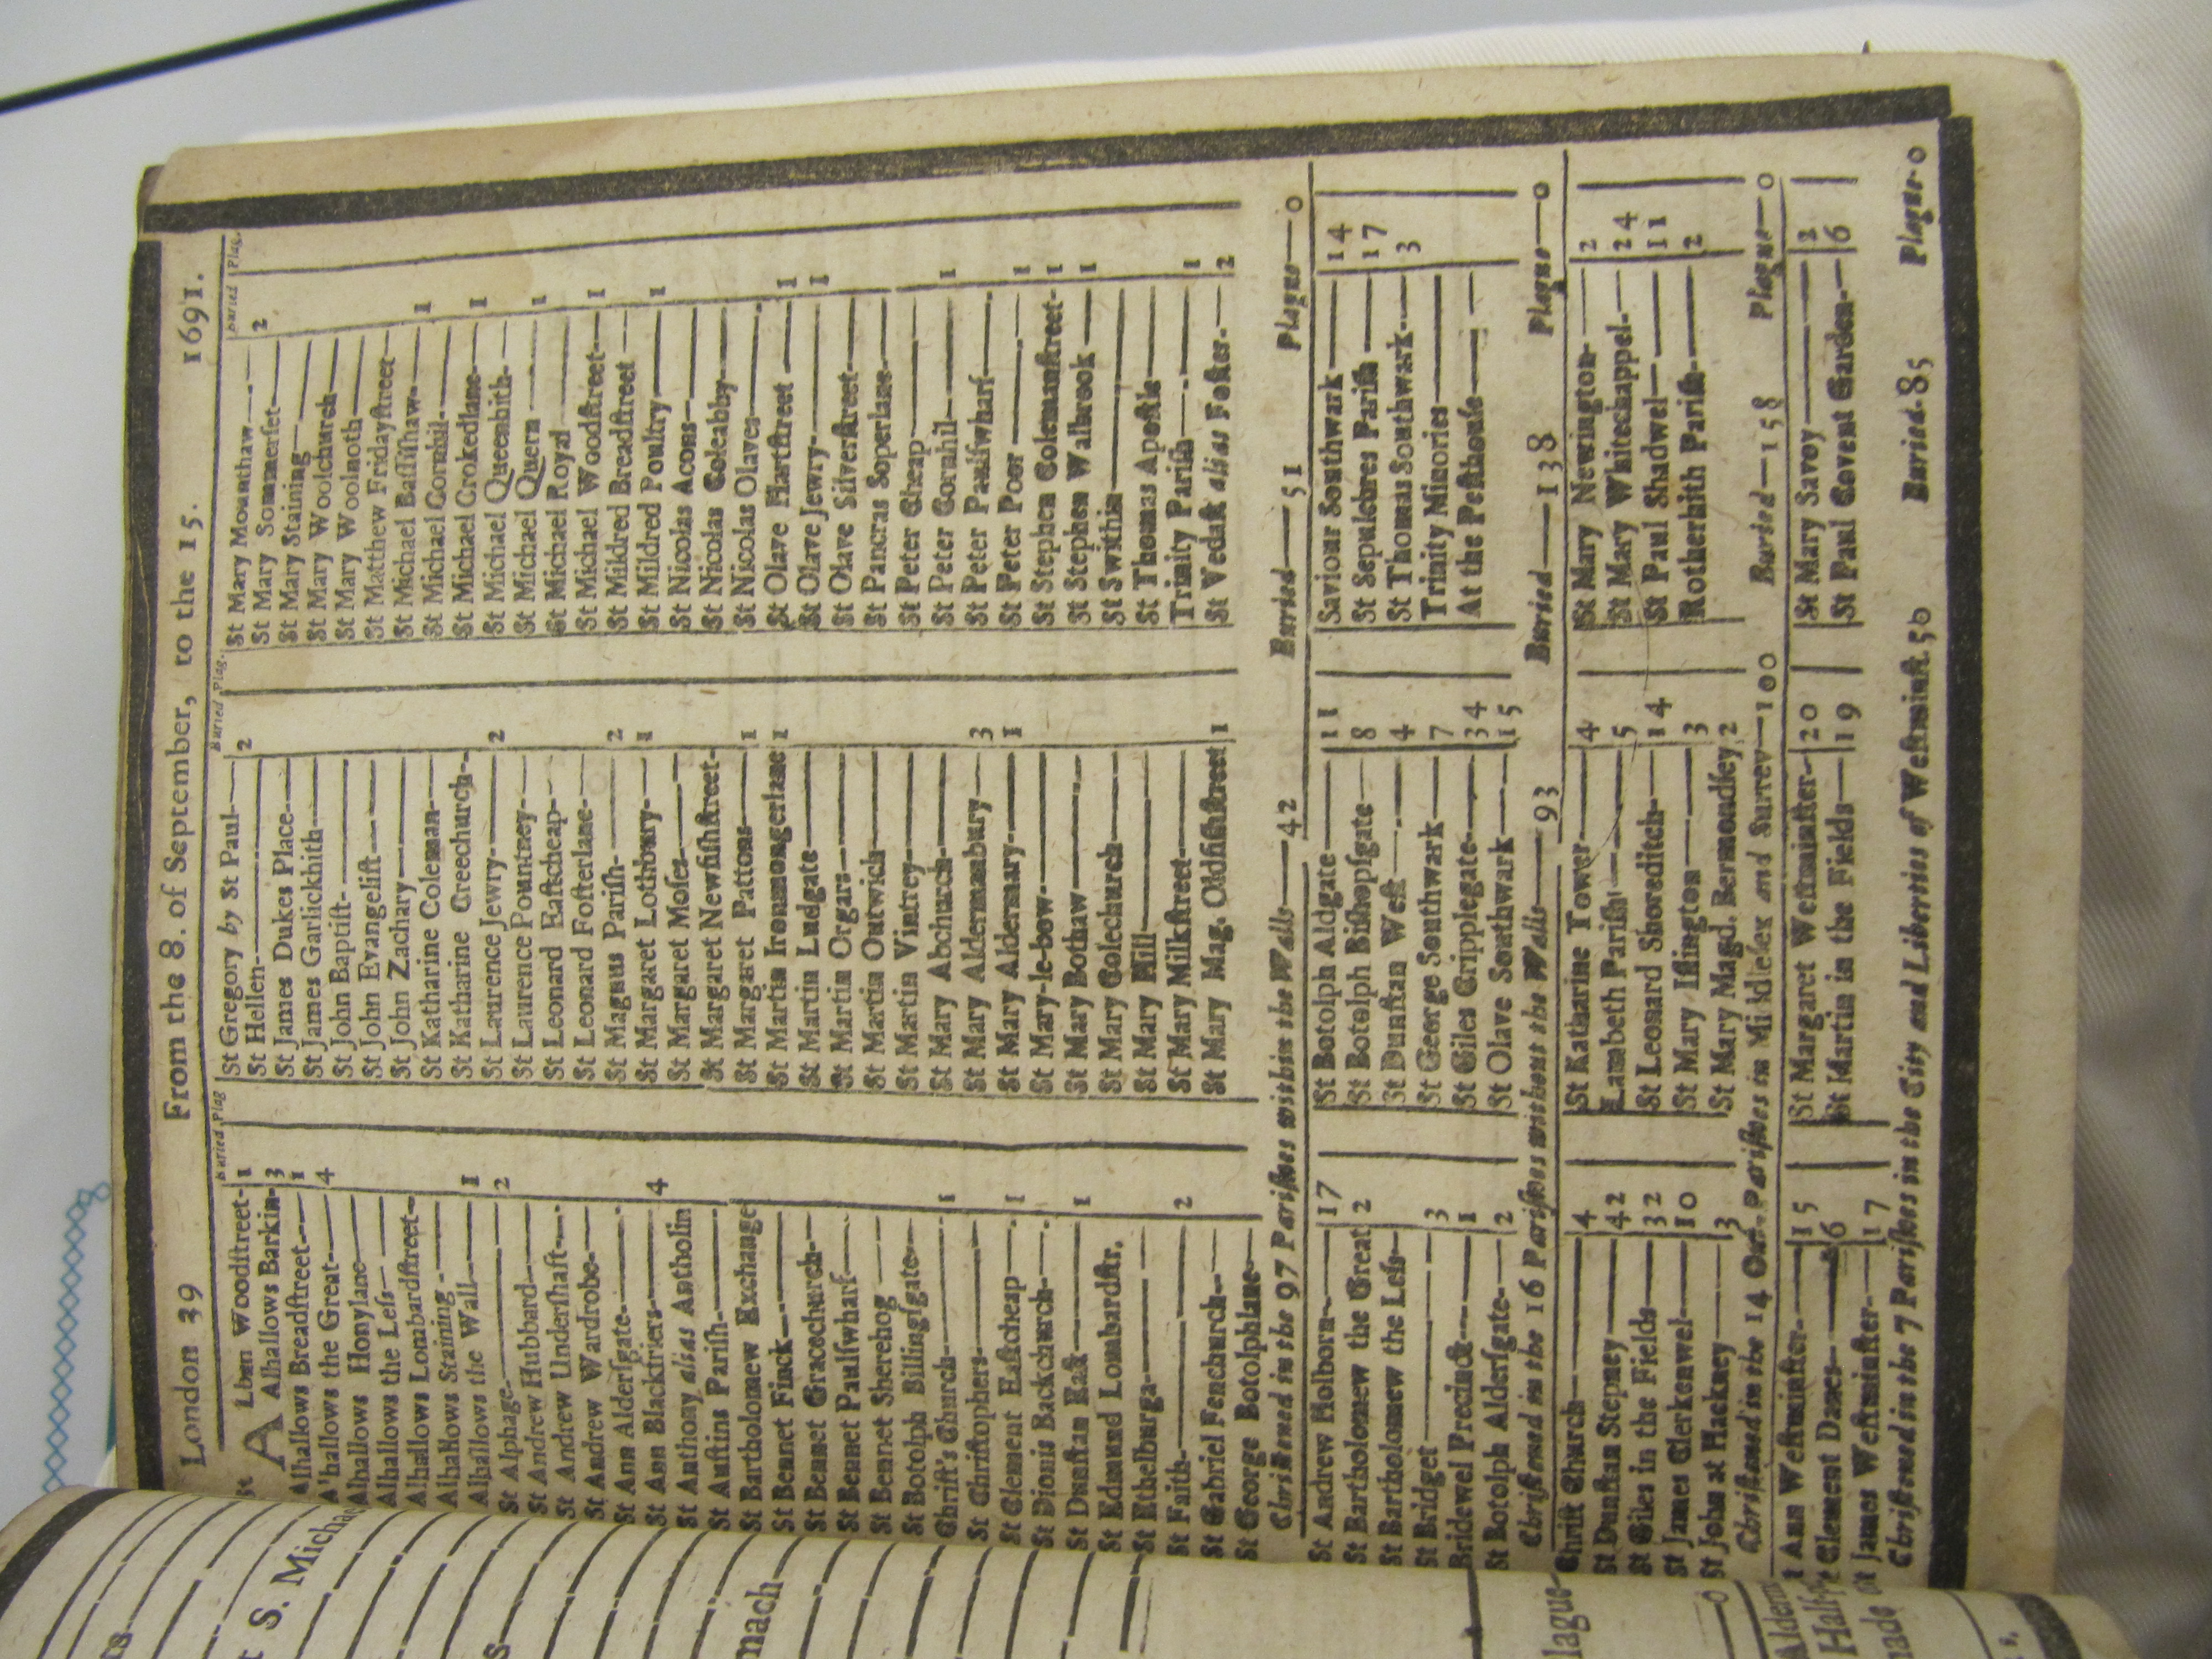 London 39 From the 8. of September, to the 15. 1691.
Buried Plag
St ALban Woodſtreet- 1
Alhallows Barkin- 3
Alhallows Breadſtreet— 1
Alhallows the Great— 4
Alhallows Honylane—
Alhallows the Leſs—
Alhallows Lombardſtreet-
Alhallows Staining—
Alhallows the Wall— 1
St Alphage— 2
St Andrew Hubbard—
St Andrew Underſhaft—
St Andrew Wardrobe—
St Ann Alderſgate—
St Ann Blackfriers— 4
St Anthony alias Antholin
St Auſtins Pariſh—
St Bartholomew Exchange
St Bennet Finck—
St Bennet Gracechurch—
St Bennet Paulſwharf—
St Bennet Sherehog—
St Botolph Billingſgate—
Chriſt's Church— 1
St Chriſtophers—
St Clement Eaſtcheap— 1
St Dionis Backchurch—
St Dunſtan Eaſt— 1
St Edmund Lombardſtr.
St Ethelburga—
St Faith— 2
St Gabriel Fenchurch—
St George Botolphlane—
Buried Plag.
St Gregory by St Paul— 2
St Hellen—
St James Dukes Place—
St James Garlickhith—
St John Baptiſt—
St John Evangeliſt—
St John Zachary—
St Katharine Coleman—
St Katharine Creechurch—
St Laurence Jewry— 2
St Laurence Pountney—
St Leonard Eaſtcheap—
St Leonard Foſterlane—
St Magnus Pariſh— 2
St Margaret Lothbury— 1
St Margaret Moſes—
St Margaret Newfiſhſtreet-
St Margaret Pattons— 1
St Martin Ironmongerlane 1
St Martin Ludgate—
St Martin Orgars—
St Martin Outwich—
St Martin Vintrey—
St Mary Abchurch—
St Mary Aldermanbury— 3
St Mary Aldermary— 1
St Mary-le-bow—
St Mary Bothaw—
St Mary Colechurch—
St Mary Hill—
St Mary Milkſtreet—
St Mary Mag. Oldfiſhſtreet 1
Buried Plag.
St Mary Mounthaw—
St Mary Sommerſet— 2
St Mary Staining—
St Mary Woolchurch—
St Mary Woolnoth—
St Matthew Fridayſtreet—
St Michael Baſſiſhaw— 1
St Michael Cornhil—
St Michael Crokedlane— 1
St Michael Queenhith—
St Michael Quern— 1
St Michael Royal—
St Michael Woodſtreet— 1
St Mildred Breadſtreet—
St Mildred Poultry— 1
St Nicolas Acons—
St Nicolas Coleabby—
St Nicolas Olaves—
St Olave Hartſtreet— 1
St Olave Jewry— 1
St Olave Silverſtreet—
St Pancras Soperlane—
St Peter Cheap—
St Peter Cornhil— 1
St Peter Paulſwharf—
St Peter Poor— 1
St Stephen Colemanſtreet- 1
St Stephen Walbrook— 1
St Swithin—
St Thomas Apoſtle—
Trinity Pariſh— 1
St Vedaſt alias Foſter— 2
Chriſtned in the 97 Pariſhes within the Walls—42 Buried—51 Plague—0
St Andrew Holborn— 17
St Bartholomew the Great 2
St Bartholomew the Leſs—
St Bridget— 3
Bridewel Precinct— 1
St Botolph Alderſgate— 2
St Botolph Aldgate— 11
St Botolph Biſhopſgate— 8
St Dunſtan Weſt— 4
St George Southwark— 7
St Giles Cripplegate— 34
St Olave Southwark— 15
Saviour Southwark— 14
St Sepulchres Pariſh— 17
St Thomas Southwark— 3
Trinity Minories—
At the Peſthouſe—
Chriſtned in the 16 Pariſhes without the Walls—93 Buried—138 Plague—0
Chriſt Church— 4
St Dunſtan Stepney— 42
St Giles in the Fields— 32
St James Clerkenwel— 10
St John at Hackney— 3
St Katharine Tower— 4
Lambeth Pariſh— 5
St Leonard Shoreditch— 14
St Mary Iſlington— 3
St Mary Magd. Bermondſey 2
St Mary Newington— 2
St Mary Whitechappel— 24
St Paul Shadwel— 11
Rotherhith Pariſh— 2
Chriſtned in the 14 Out-Pariſhes in Middleſex and Surrey—100 Buried—158 Plague—0
St Ann Weſtminſter— 15
St Clement Danes— 6
St James Weſtminſter— 17
St Margaret Weſtminſter- 20
St Martin in the Fields— 19
St Mary Savoy— 2
St Paul Covent Garden— 6
Chriſtned in the 7 Pariſhes in the City and Liberties of Weſtminſt. 50 Buried—85 Plague—0
S. Michae
mach—
lague
—0
Alderm
Half
made